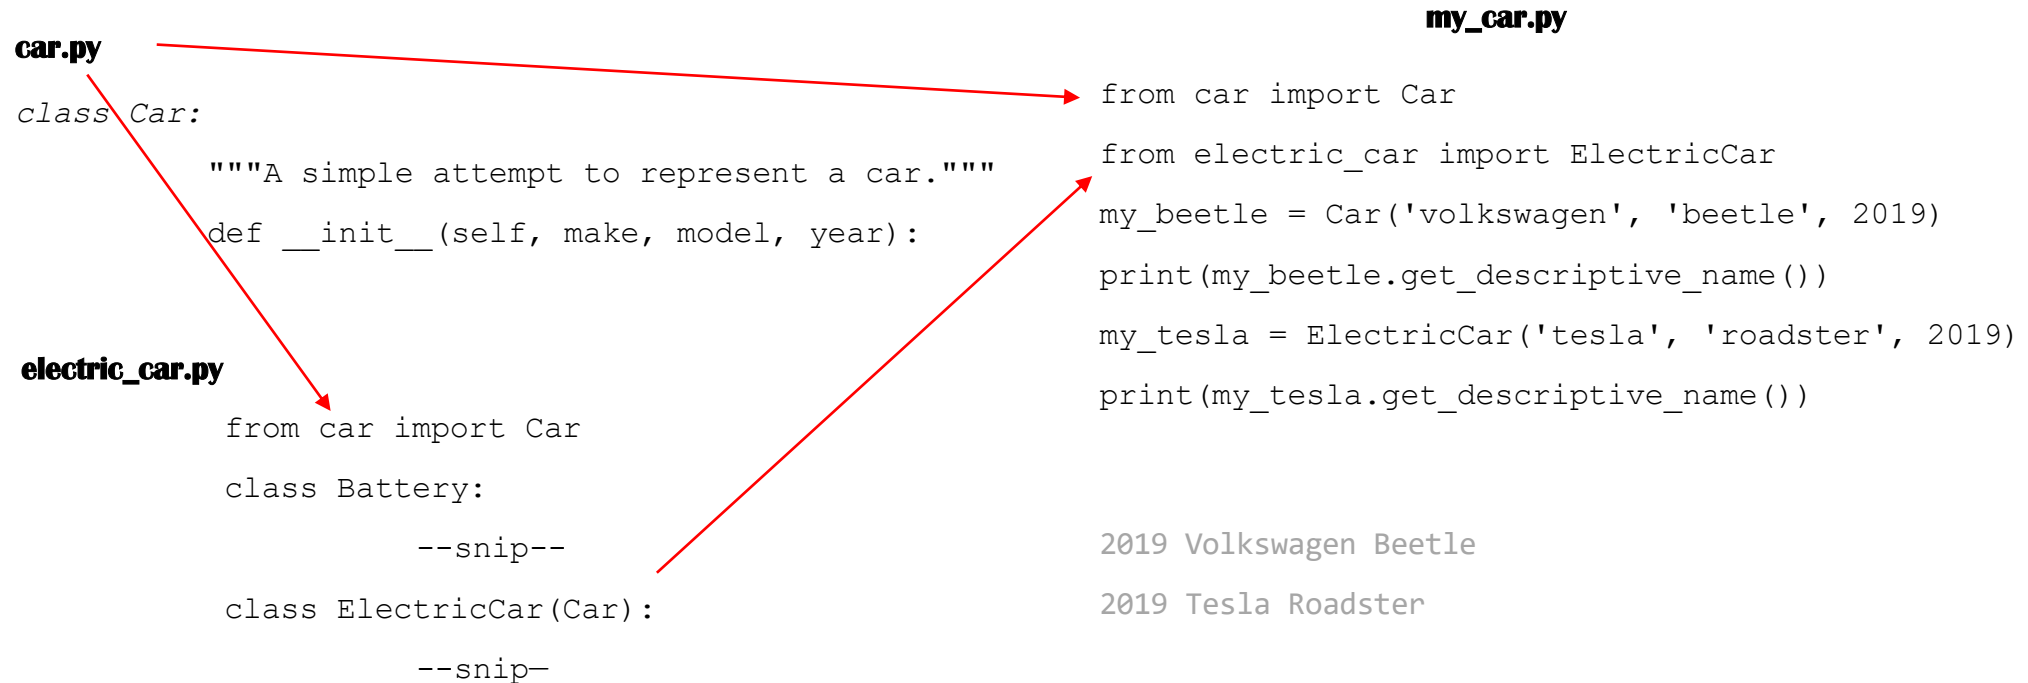 car.py
class Car:
"""A simple attempt to represent a car."""
def __init__(self, make, model, year):
electric_car.py
from car import Car
class Battery:
--snip--
class ElectricCar(Car):
--snip—
my_car.py
from car import Car
from electric_car import ElectricCar
my_beetle = Car('volkswagen', 'beetle', 2019)
print(my_beetle.get_descriptive_name())
my_tesla = ElectricCar('tesla', 'roadster', 2019)
print(my_tesla.get_descriptive_name())
2019 Volkswagen Beetle
2019 Tesla Roadster